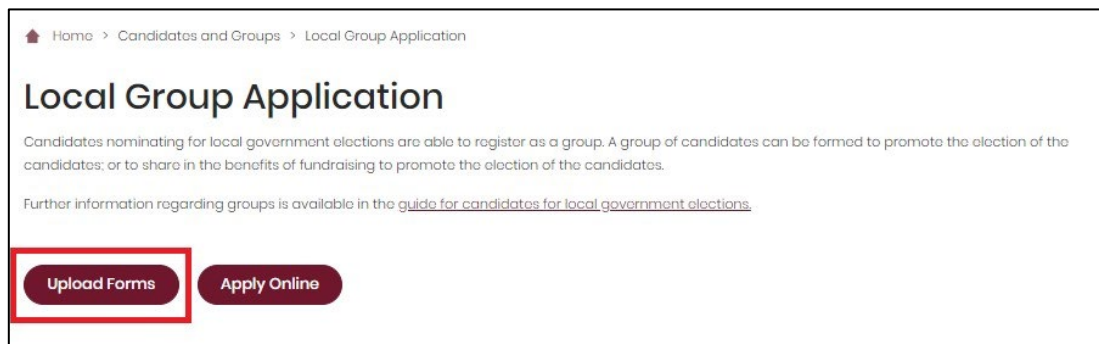 Home > Candidates and Groups > Local Group Application
Local Group Application
Candidates nominating for local government elections are able to register as a group. A group of candidates can be formed to promote the election of the
candidates; or to share in the benefits of fundraising to promote the election of the candidates.
Further information regarding groups is available in the guide for candidates for local government elections.
Upload Forms Apply Online